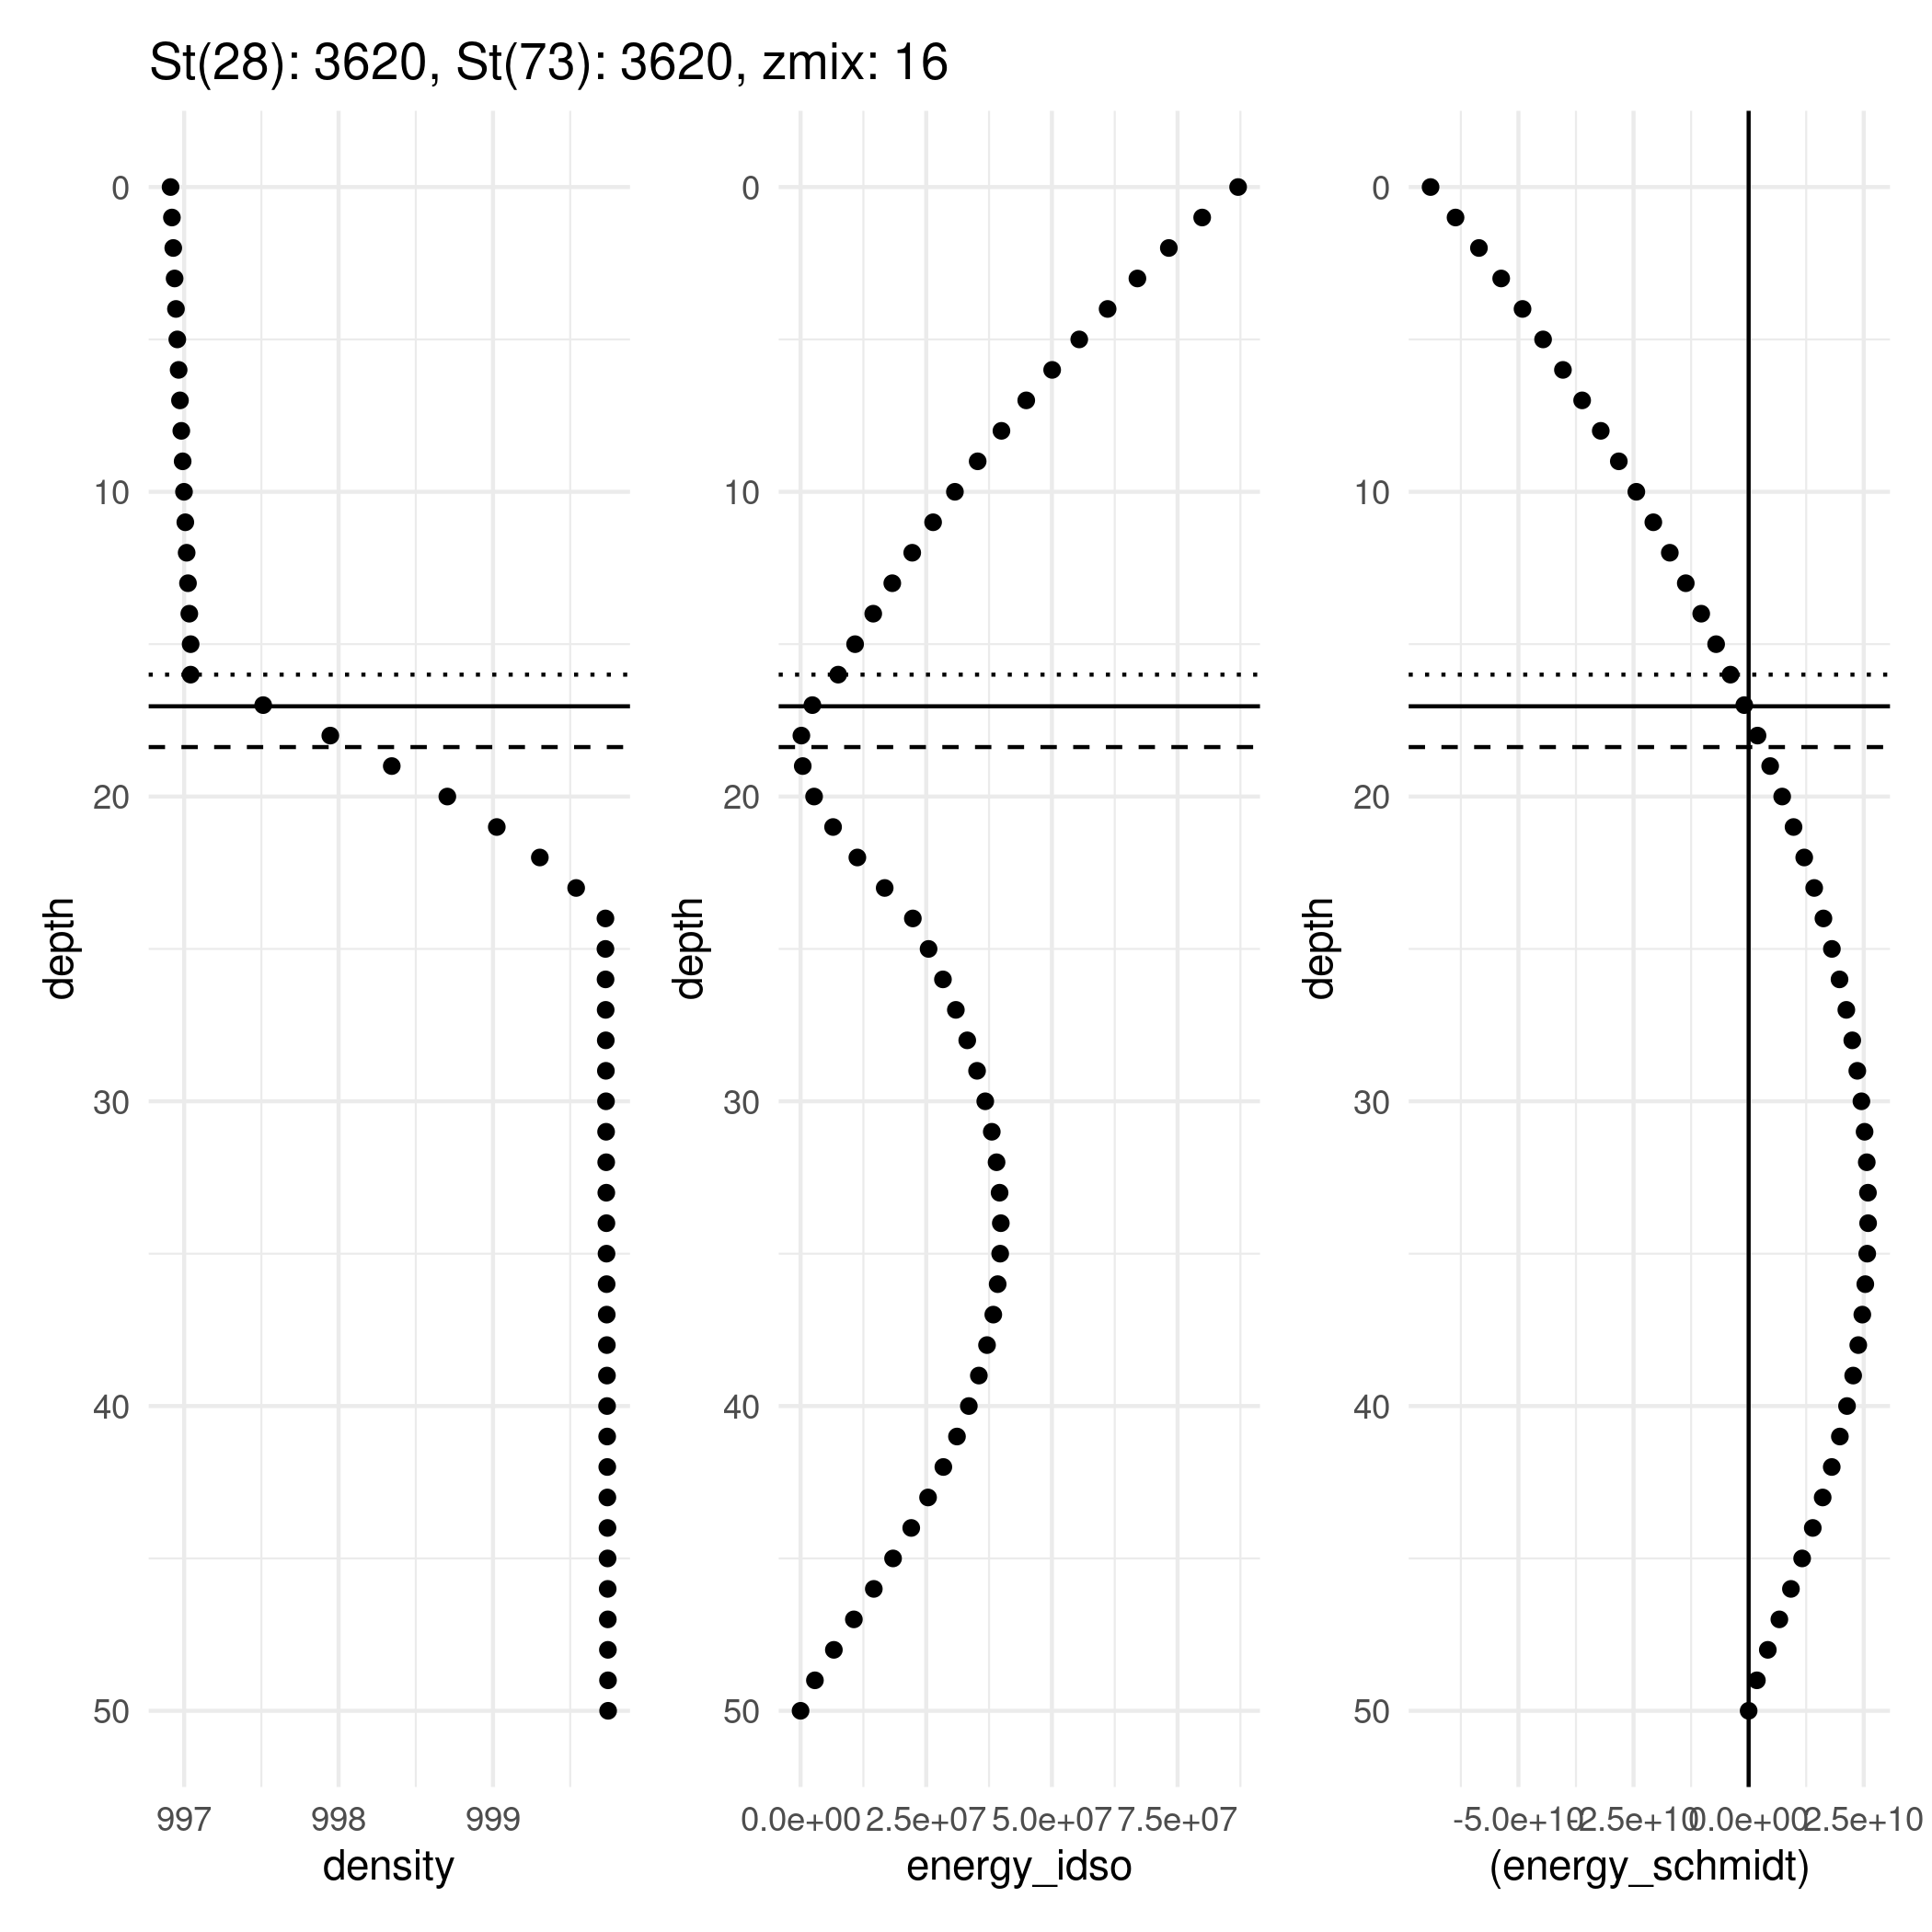 St(28): 3620, St(73): 3620, zmix: 16
0
10
20
30
40
50
depth
997 998 999
density
0
10
20
30
40
50
depth
0.0e+00 2.5e+07 5.0e+07 7.5e+07
energy_idso
0
10
20
30
40
50
depth
-5.0e+10 -2.5e+10 0.0e+00 2.5e+10
(energy_schmidt)